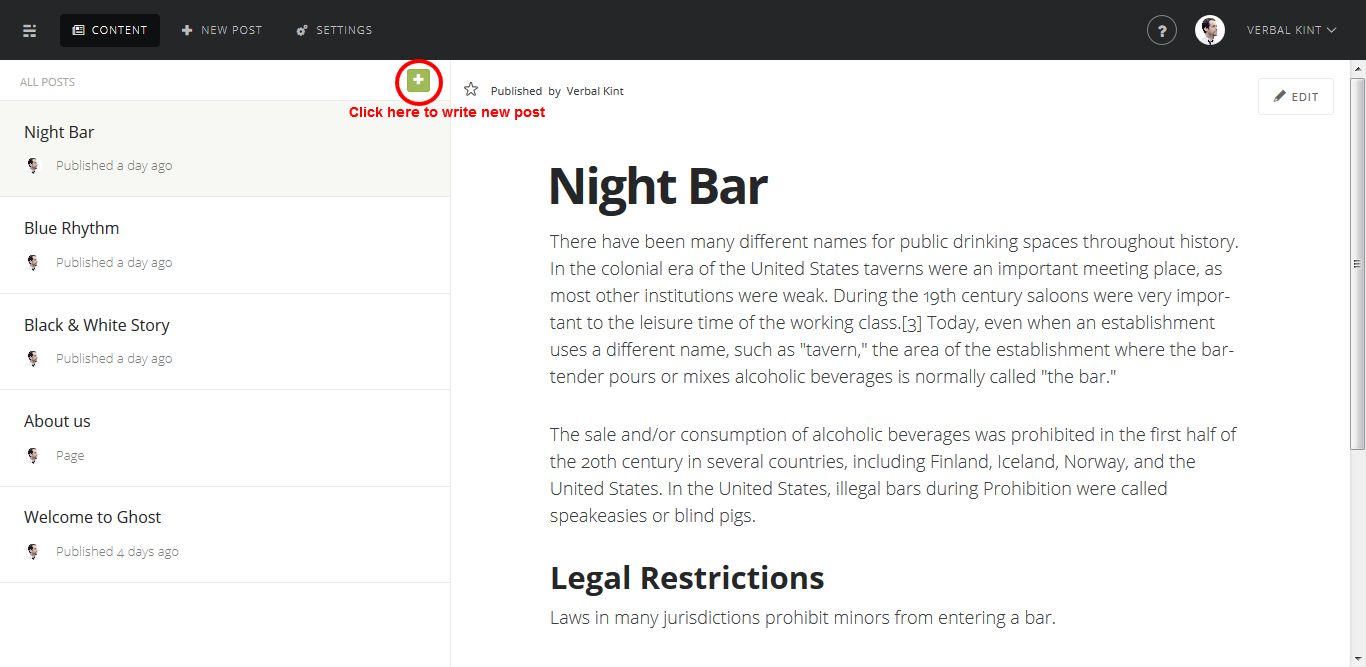 CONTENT
NEW POST
SETTINGS
?
VERBAL KINT
ALL POSTS
Click here to write new post
Night Bar
Published a day ago
Blue Rhythm
Published a day ago
Black & White Story
Published a day ago
About us
Page
Welcome to Ghost
Published 4 days ago
Published by Verbal Kint
EDIT
Night Bar
There have been many different names for public drinking spaces throughout history.
In the colonial era of the United States taverns were an important meeting place, as
most other institutions were weak. During the 19th century saloons were very impor-
tant to the leisure time of the working class.[3] Today, even when an establishment
uses a different name, such as "tavern," the area of the establishment where the bar-
tender pours or mixes alcoholic beverages is normally called "the bar."
The sale and/or consumption of alcoholic beverages was prohibited in the first half of
the 20th century in several countries, including Finland, Iceland, Norway, and the
United States. In the United States, illegal bars during Prohibition were called
speakeasies or blind pigs.
Legal Restrictions
Laws in many jurisdictions prohibit minors from entering a bar.